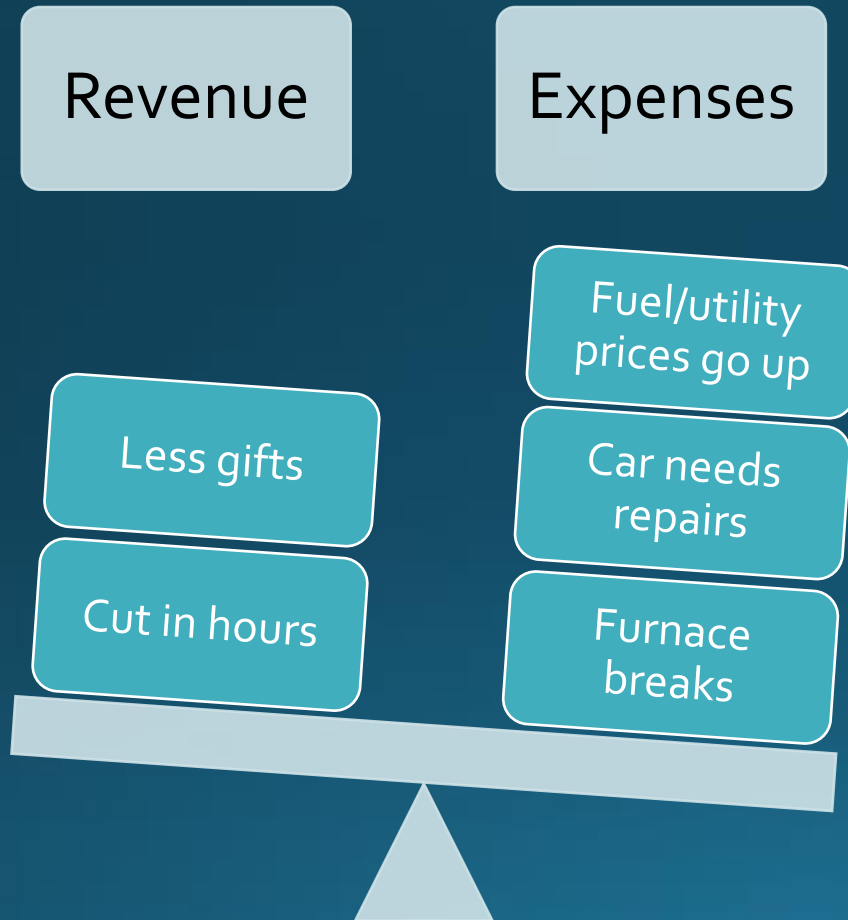 Revenue
Expenses
Less gifts
Cut in hours
Fuel/utility
prices go up
Car needs
repairs
Furnace
breaks